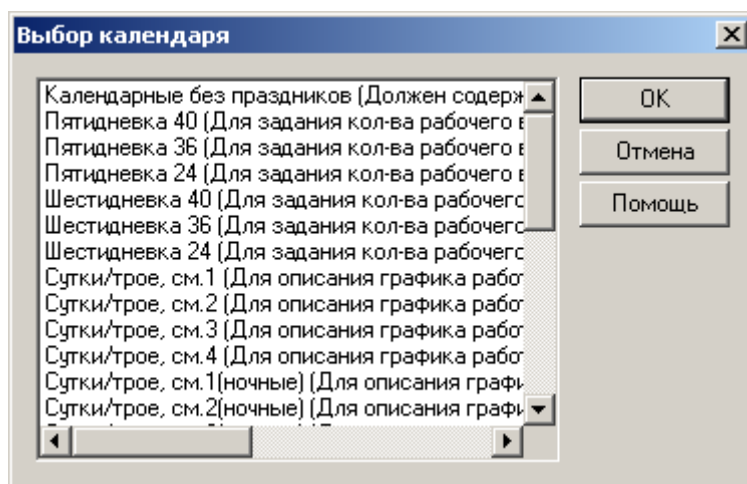 Выбор календаря
Календарные без праздников (Должен содерж
Пятидневка 40 (Для задания кол-ва рабочего в
Пятидневка 36 (Для задания кол-ва рабочего в
Пятидневка 24 (Для задания кол-ва рабочего в
Шестидневка 40 (Для задания кол-ва рабочего
Шестидневка 36 (Для задания кол-ва рабочего
Шестидневка 24 (Для задания кол-ва рабочего
Сутки/трое, см.1 (Для описания графика работ
Сутки/трое, см.2 (Для описания графика работ
Сутки/трое, см.3 (Для описания графика работ
Сутки/трое, см.4 (Для описания графика работ
Сутки/трое, см.1(ночные) (Для описания графи
Сутки/трое, см.2(ночные) (Для описания графи
OK
Отмена
Помощь